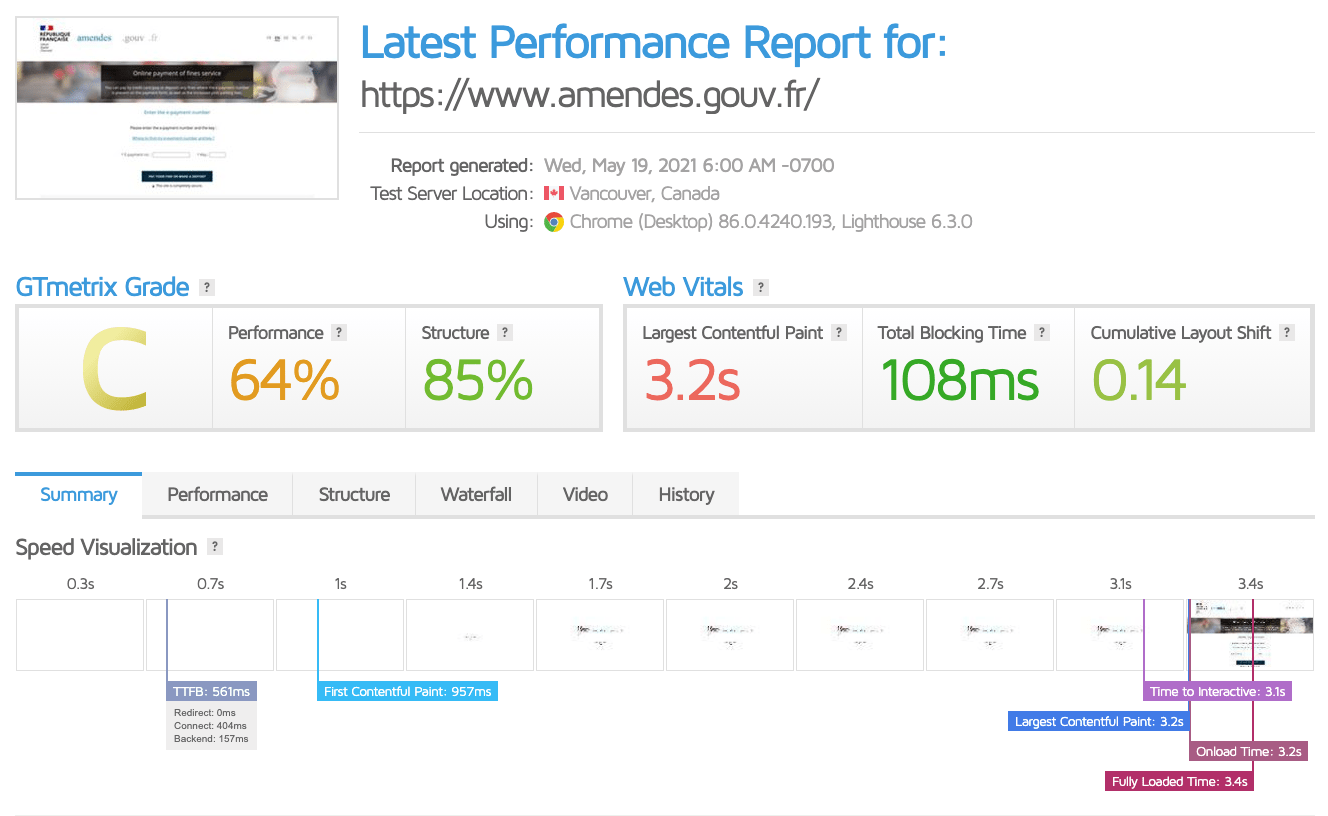 RÉPUBLIQUE
FRANÇAISE
amendes .gouv .fr
Online payment of fines service
Enter the e-payment number
Please enter the e-payment number and the key :
PAY YOUR FINE OR MAKE A DEPOSIT
Latest Performance Report for:
https://www.amendes.gouv.fr/
Report generated: Wed, May 19, 2021 6:00 AM -0700
Test Server Location: Vancouver, Canada
Using: Chrome (Desktop) 86.0.4240.193, Lighthouse 6.3.0
GTmetrix Grade ?
C
Performance ?
64%
Structure ?
85%
Web Vitals ?
Largest Contentful Paint ?
3.2s
Total Blocking Time ?
108ms
Cumulative Layout Shift ?
0.14
Summary Performance Structure Waterfall Video History
Speed Visualization ?
0.3s 0.7s 1s 1.4s 1.7s 2s 2.4s 2.7s 3.1s 3.4s
TTFB: 561ms
Redirect: 0ms
Connect: 404ms
Backend: 157ms
First Contentful Paint: 957ms
Time to Interactive: 3.1s
Largest Contentful Paint: 3.2s
Onload Time: 3.2s
Fully Loaded Time: 3.4s